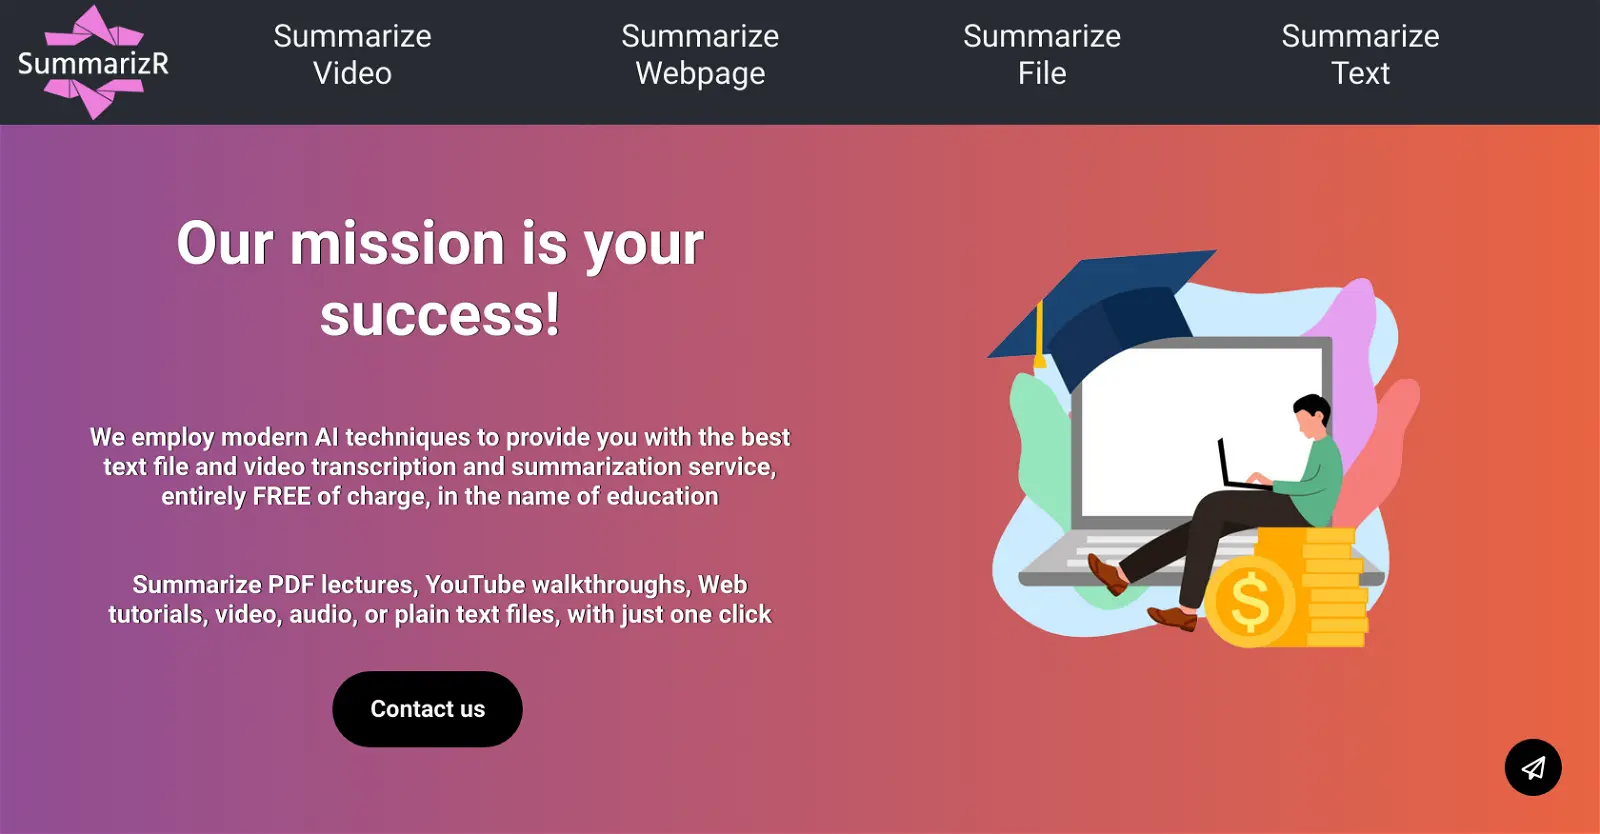 SummarizR
Summarize
Video
Summarize
Webpage
Summarize
File
Summarize
Text
Our mission is your
success!
We employ modern AI techniques to provide you with the best
text file and video transcription and summarization service,
entirely FREE of charge, in the name of education
Summarize PDF lectures, YouTube walkthroughs, Web
tutorials, video, audio, or plain text files, with just one click
Contact us
$